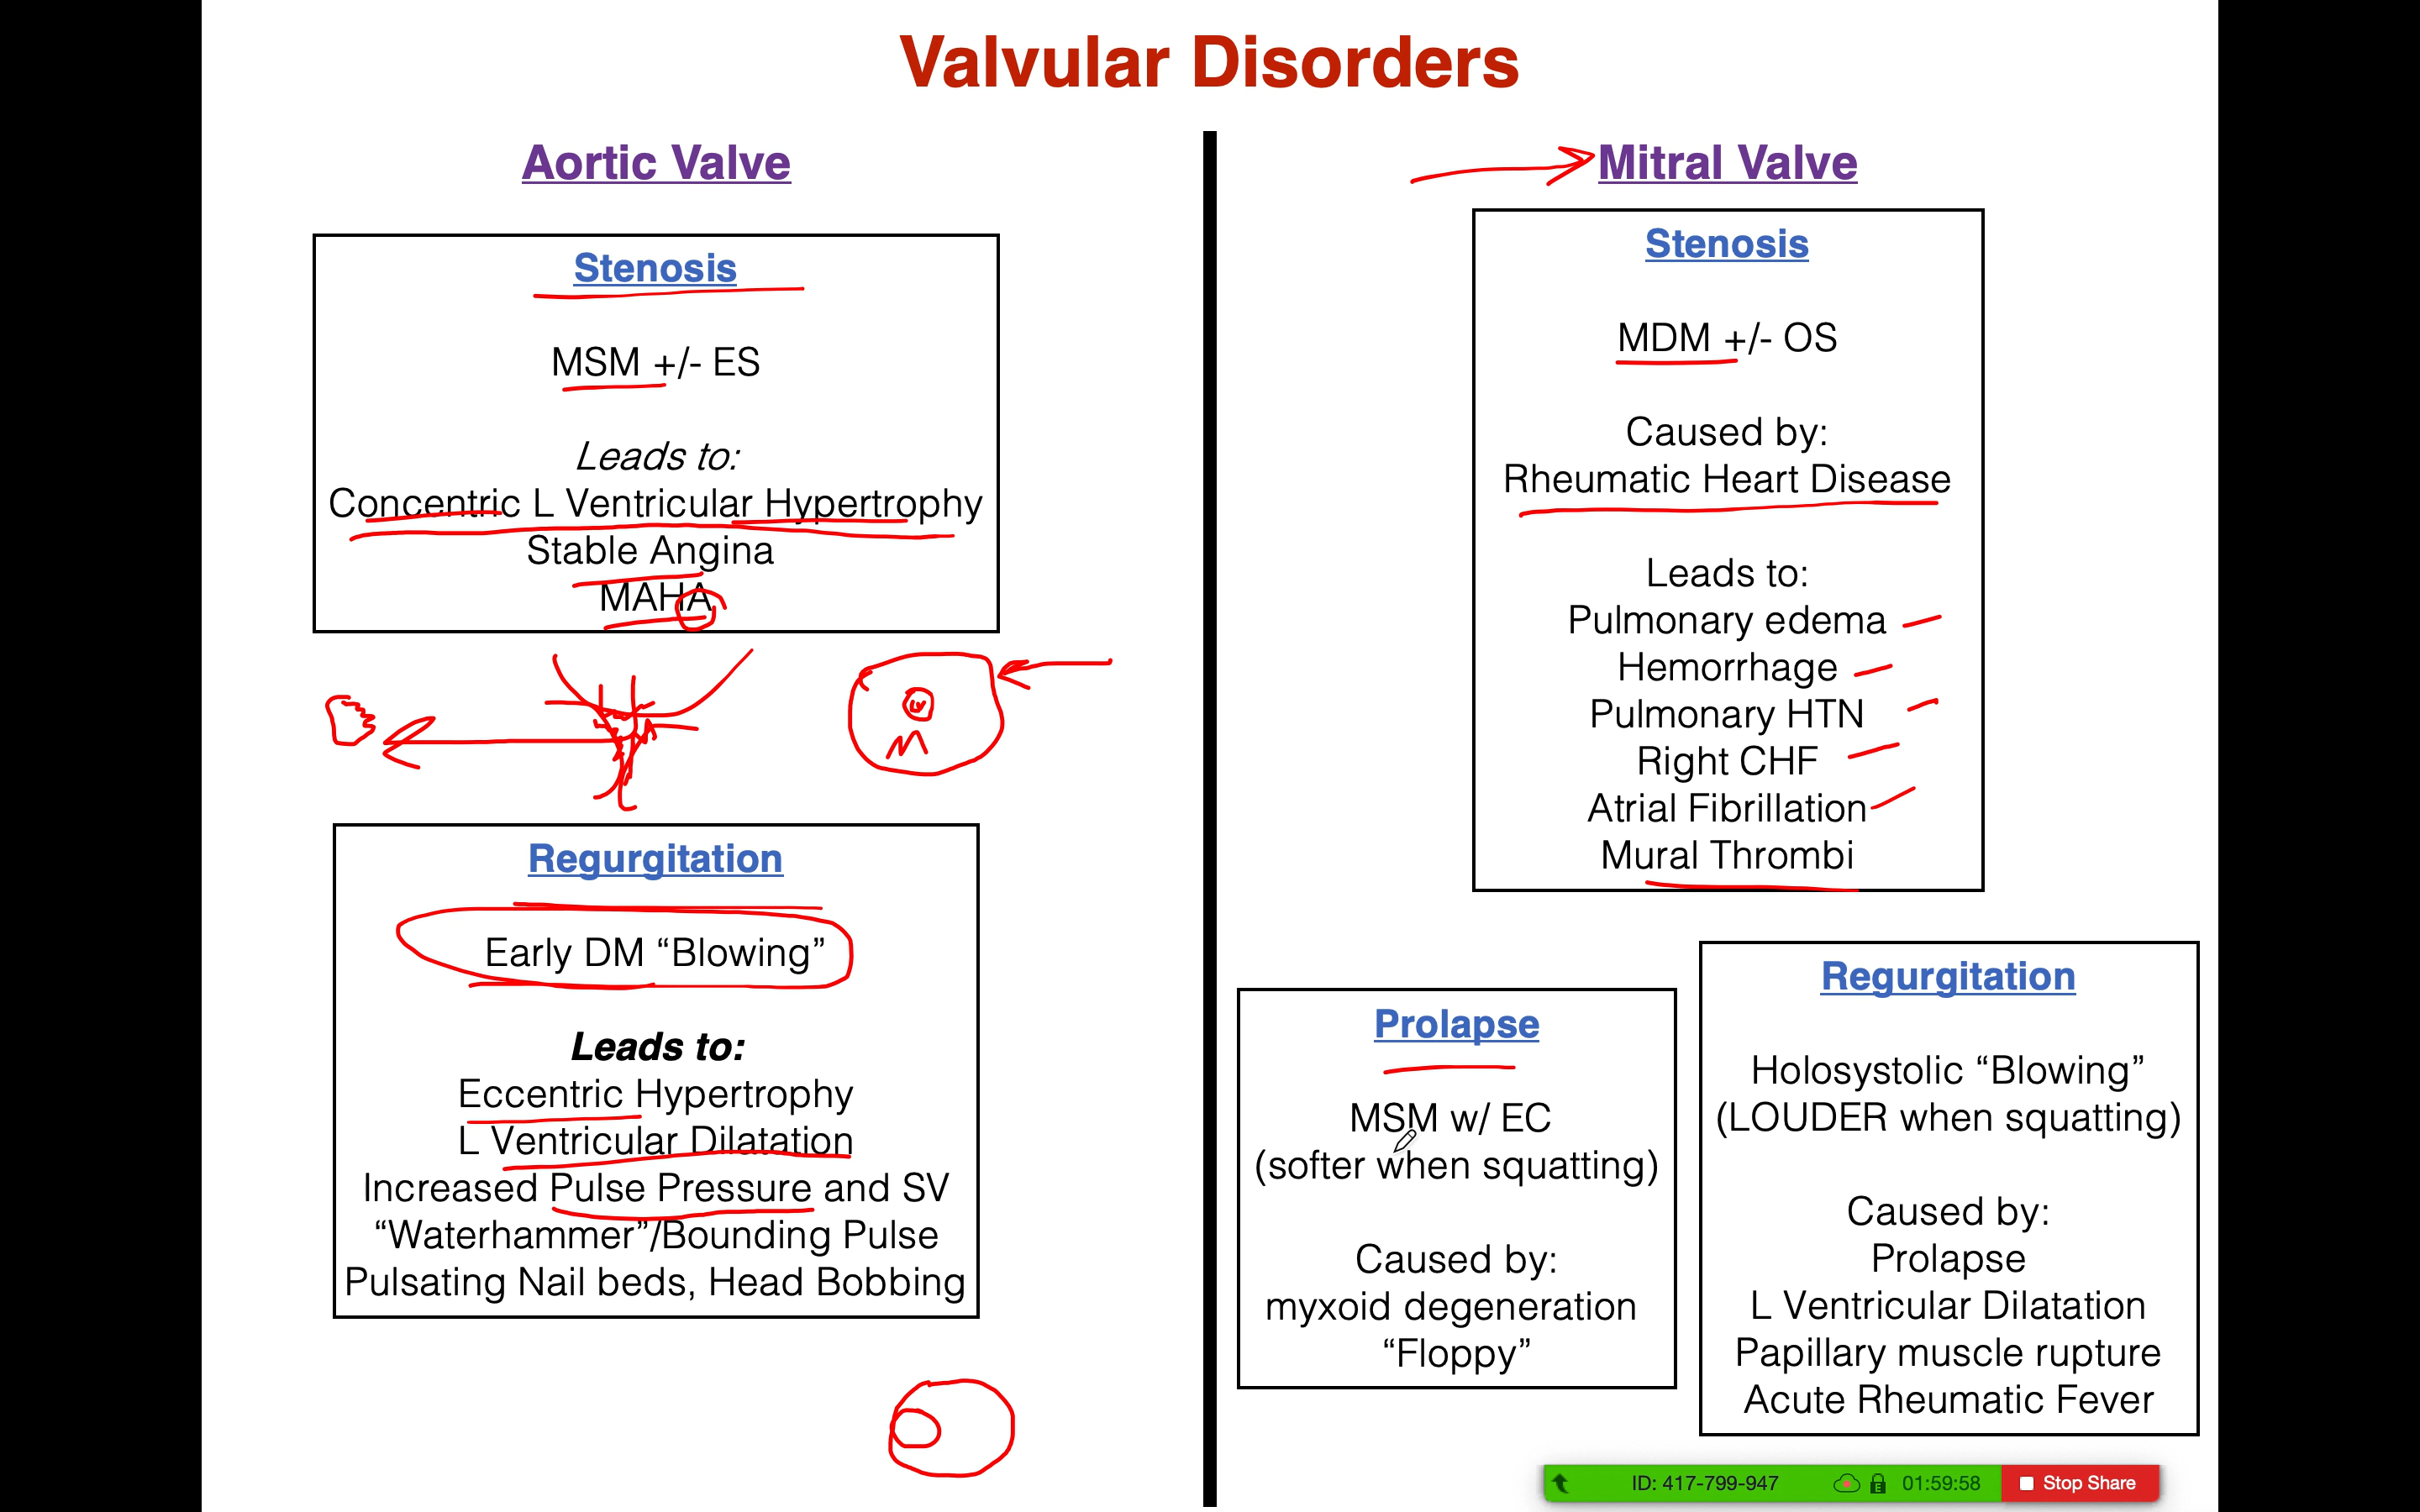 Valvular Disorders
Aortic Valve
Stenosis
MSM +/- ES
Leads to:
Concentric L Ventricular Hypertrophy
Stable Angina
MAHA
LV
M
Regurgitation
Early DM “Blowing”
Leads to:
Eccentric Hypertrophy
L Ventricular Dilatation
Increased Pulse Pressure and SV
“Waterhammer”/Bounding Pulse
Pulsating Nail beds, Head Bobbing
Mitral Valve
Stenosis
MDM +/- OS
Caused by:
Rheumatic Heart Disease
Leads to:
Pulmonary edema
Hemorrhage
Pulmonary HTN
Right CHF
Atrial Fibrillation
Mural Thrombi
Prolapse
MSM w/ EC
(softer when squatting)
Caused by:
myxoid degeneration
“Floppy”
Regurgitation
Holosystolic “Blowing”
(LOUDER when squatting)
Caused by:
Prolapse
L Ventricular Dilatation
Papillary muscle rupture
Acute Rheumatic Fever
ID: 417-799-947 E 01:59:58 Stop Share